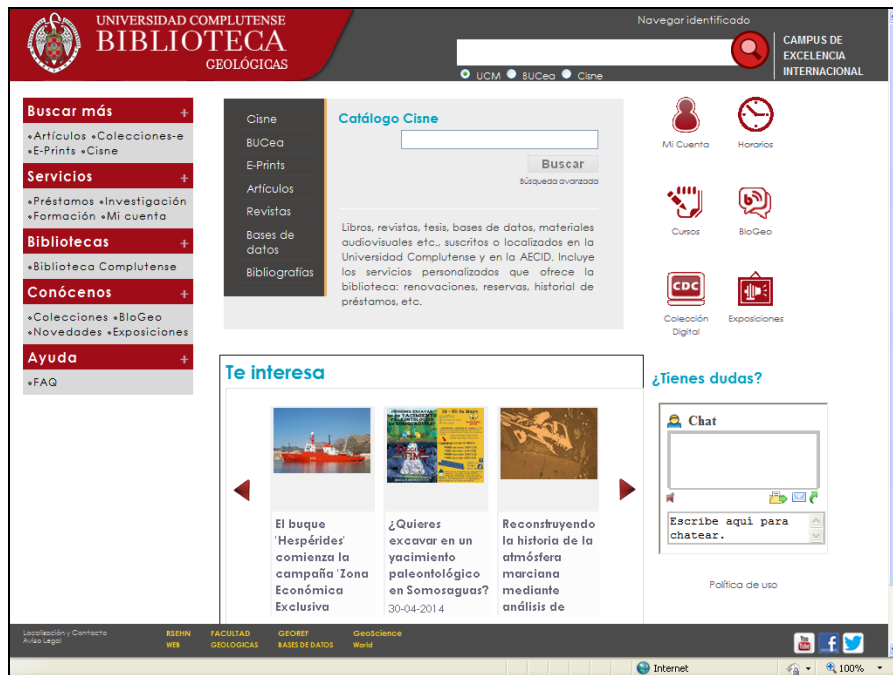 UNIVERSIDAD COMPLUTENSE
BIBLIOTECA
GEOLÓGICAS
Navegar identificado
UCM BUCea Cisne
CAMPUS DE
EXCELENCIA
INTERNACIONAL
Buscar más +
Artículos Colecciones-e
E-Prints Cisne
Servicios +
Préstamos Investigación
Formación Mi cuenta
Bibliotecas +
Biblioteca Complutense
Conócenos +
Colecciones BloGeo
Novedades Exposiciones
Ayuda +
FAQ
Cisne
BUCea
E-Prints
Artículos
Revistas
Bases de
datos
Bibliografías
Catálogo Cisne
Buscar
Búsqueda avanzada
Libros, revistas, tesis, bases de datos, materiales
audiovisuales etc., suscritos o localizados en la
Universidad Complutense y en la AECID. Incluye
los servicios personalizados que ofrece la
biblioteca: renovaciones, reservas, historial de
préstamos, etc.
Mi Cuenta
Horarios
Cursos
BloGeo
CDC
Colección
Digital
Exposiciones
Te interesa
El buque
'Hespérides'
comienza la
campaña 'Zona
Económica
Exclusiva
¿Quieres
excavar en un
yacimiento
paleontológico
en Somosaguas?
30-04-2014
Reconstruyendo
la historia de la
atmósfera
marciana
mediante
análisis de
¿Tienes dudas?
Chat
Escribe aquí para
chatear.
Política de uso
Localización y Contacto
Aviso Legal
RSEHN
WEB
FACULTAD
GEOLOGICAS
GEOREF
BASES DE DATOS
GeoScience
World
You
Tube
Internet
100%